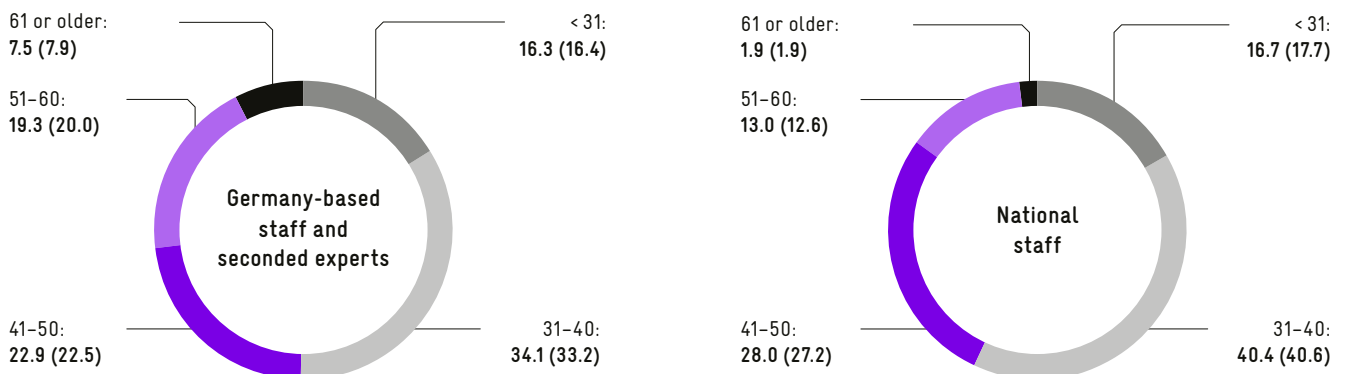 61 or older:
7.5 (7.9)
< 31:
16.3 (16.4)
51–60:
19.3 (20.0)
Germany-based
staff and
seconded experts
41–50:
22.9 (22.5)
31–40:
34.1 (33.2)
61 or older:
1.9 (1.9)
< 31:
16.7 (17.7)
51–60:
13.0 (12.6)
National
staff
41–50:
28.0 (27.2)
31–40:
40.4 (40.6)